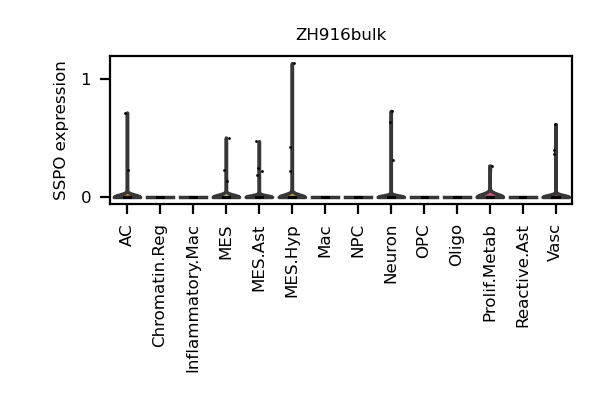 ZH916bulk
SSPO expression
1
0
AC
Chromatin.Reg
Inflammatory.Mac
MES
MES.Ast
MES.Hyp
Mac
NPC
Neuron
OPC
Oligo
Prolif.Metab
Reactive.Ast
Vasc